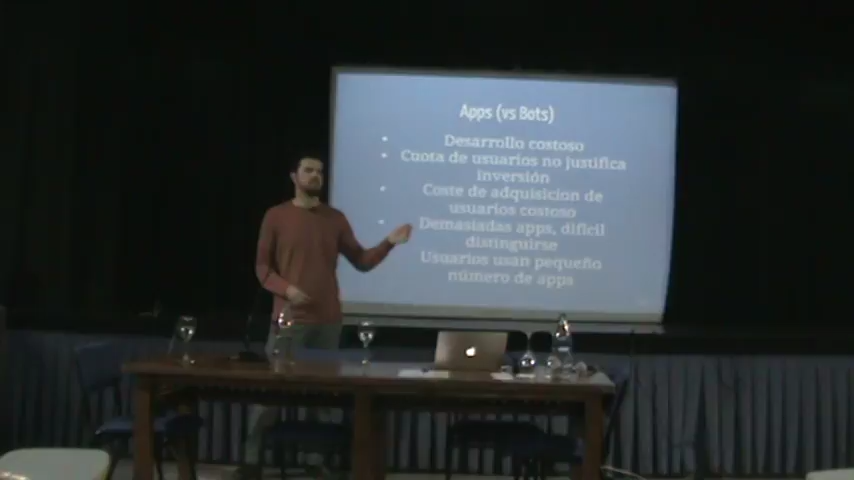 Apps (vs Bots)
• Desarrollo costoso
• Cuota de usuarios no justifica
inversión
• Coste de adquisicion de
usuarios costoso
• Demasiadas apps, dificil
distinguirse
Usuarios usan pequeño
número de apps